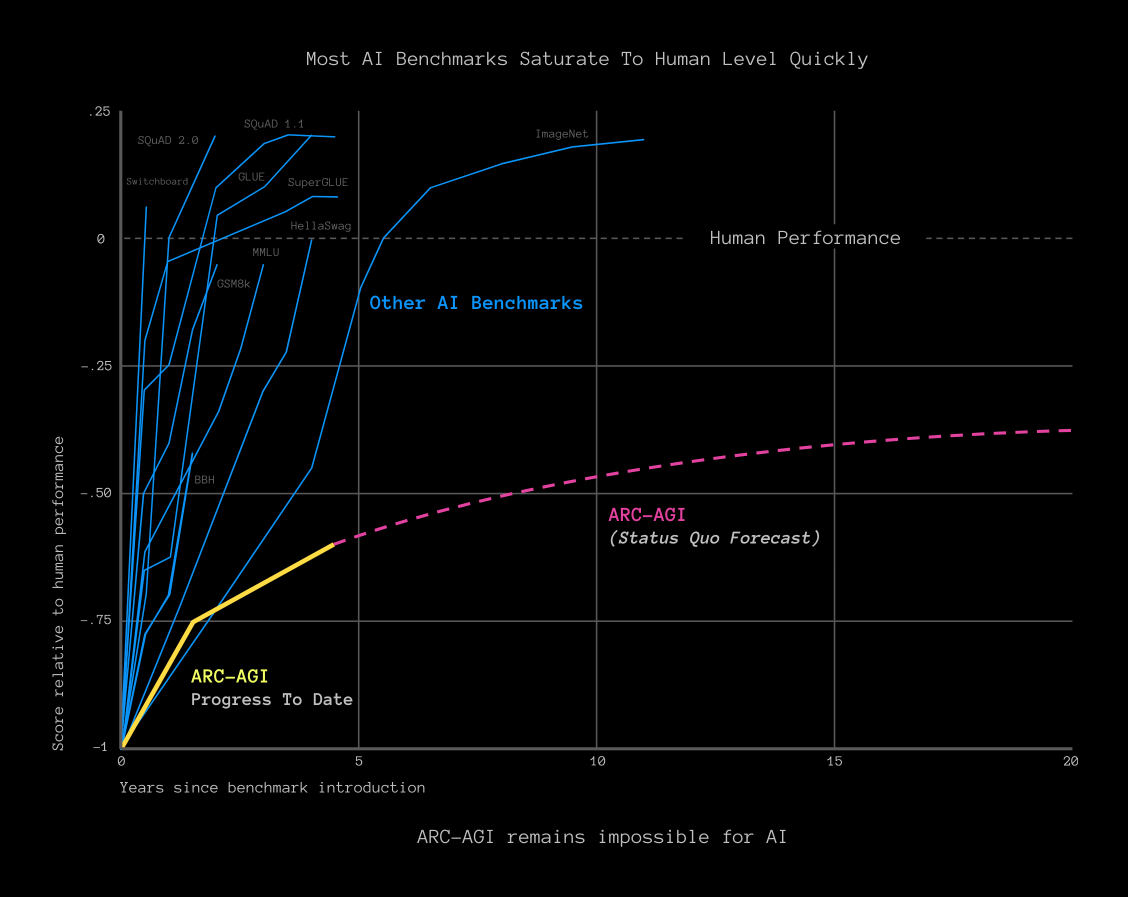 Most AI Benchmarks Saturate To Human Level Quickly
.25
SQuAD 1.1
SQuAD 2.0
ImageNet
Switchboard
GLUE
SuperGLUE
HellaSwag
0
Human Performance
MMLU
GSM8k
Other AI Benchmarks
-.25
BBH
-.50
ARC-AGI
(Status Quo Forecast)
-.75
ARC-AGI
Progress To Date
Score relative to human performance
-1
0 5 10 15 20
Years since benchmark introduction
ARC-AGI remains impossible for AI